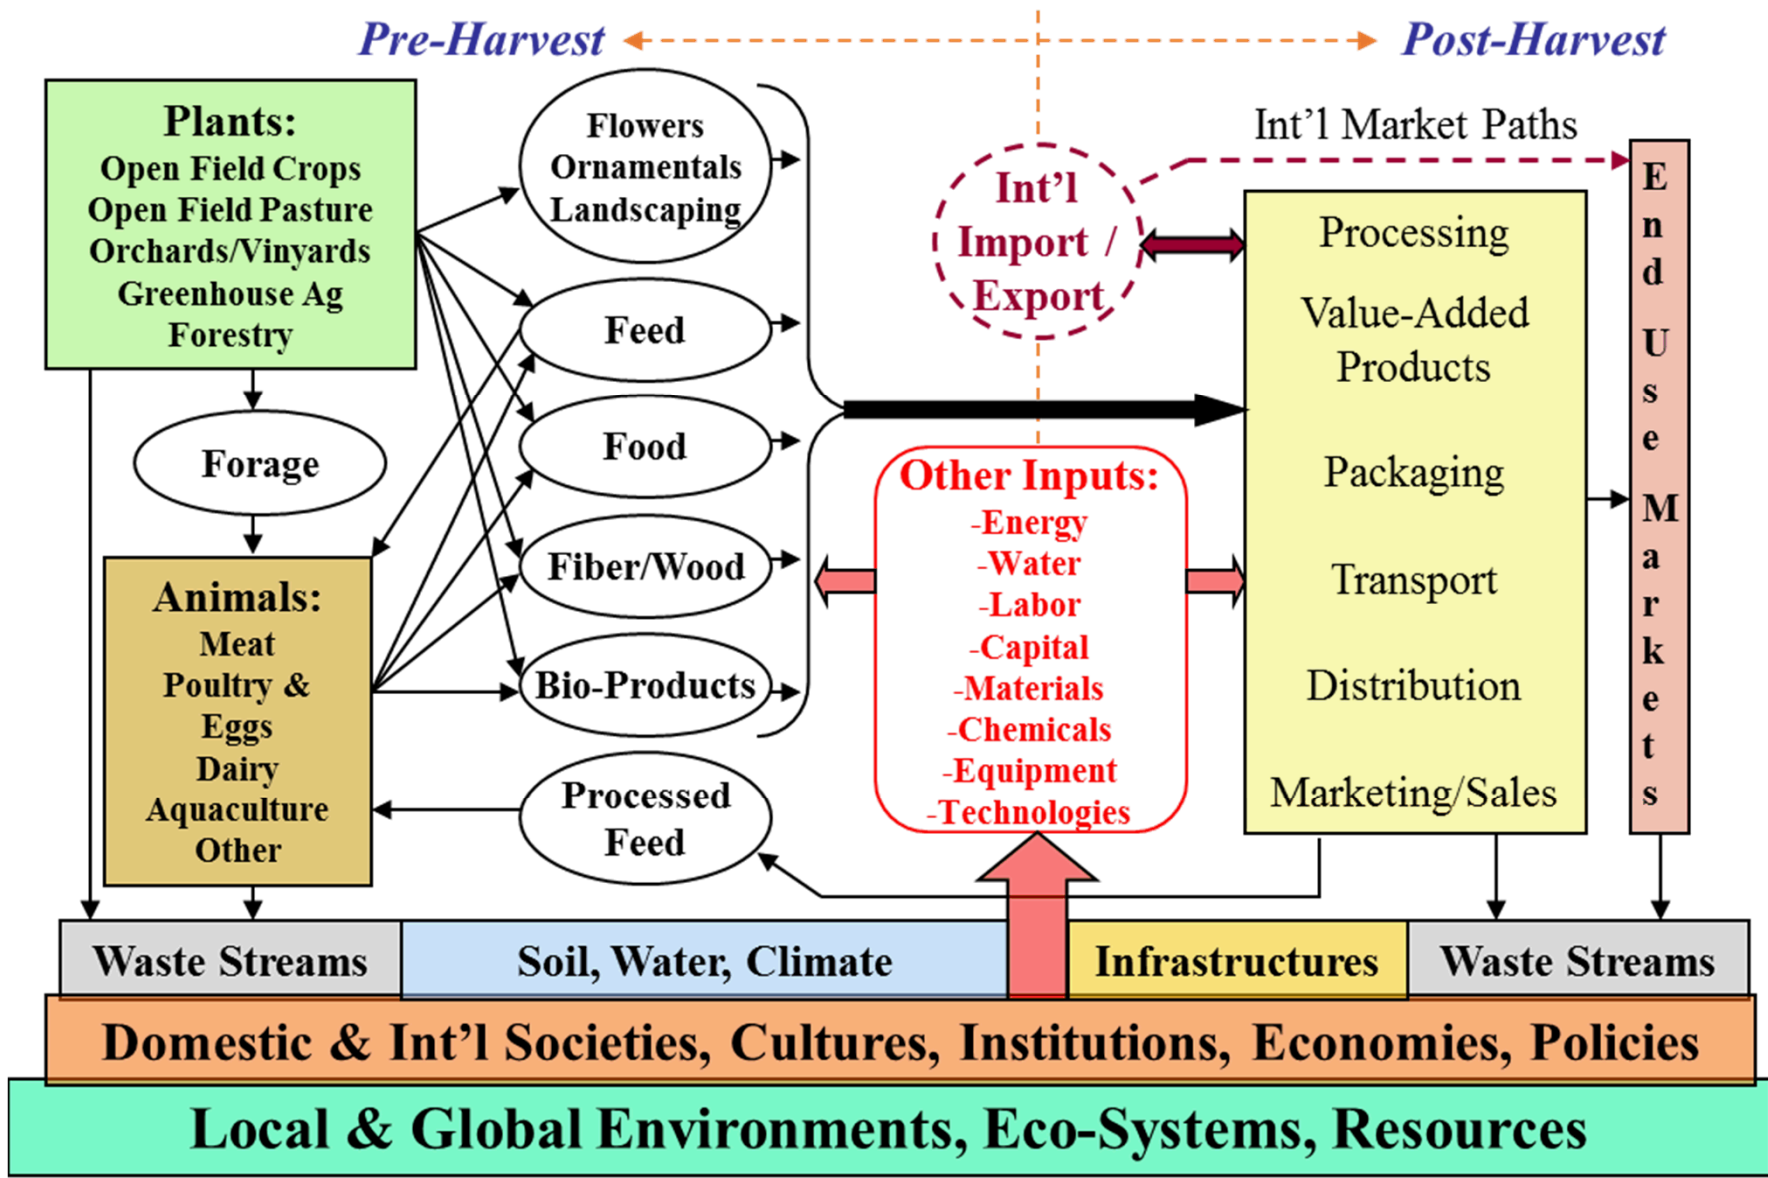 Pre-Harvest
Post-Harvest
Plants:
Open Field Crops
Open Field Pasture
Orchards/Vinyards
Greenhouse Ag
Forestry
Forage
Animals:
Meat
Poultry &
Eggs
Dairy
Aquaculture
Other
Flowers
Ornamentals
Landscaping
Feed
Food
Fiber/Wood
Bio-Products
Processed
Feed
Int'l
Import /
Export
Other Inputs:
-Energy
-Water
-Labor
-Capital
-Materials
-Chemicals
-Equipment
-Technologies
Int'l Market Paths
Processing
Value-Added
Products
Packaging
Transport
Distribution
Marketing/Sales
End Use Markets
Waste Streams
Soil, Water, Climate
Infrastructures
Waste Streams
Domestic & Int'l Societies, Cultures, Institutions, Economies, Policies
Local & Global Environments, Eco-Systems, Resources